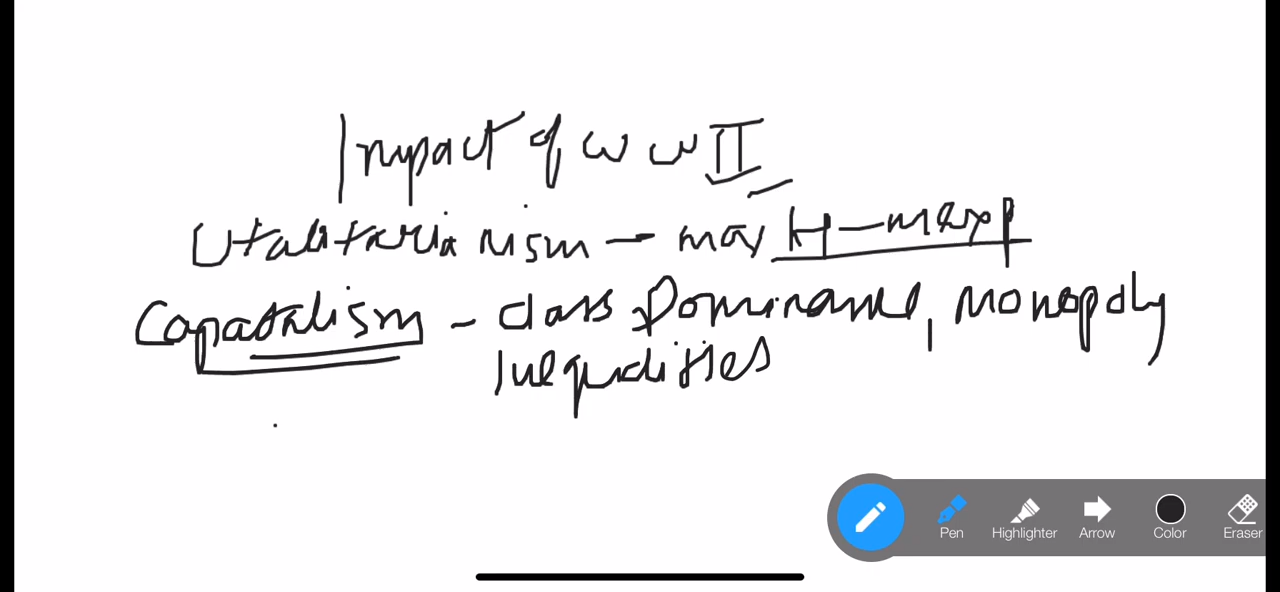 Impact of WW II
Utalitarianism - max H - max P
Capatalism - class Dominance, Monopoly
Inequalities
Pen
Highlighter
Arrow
Color
Eraser